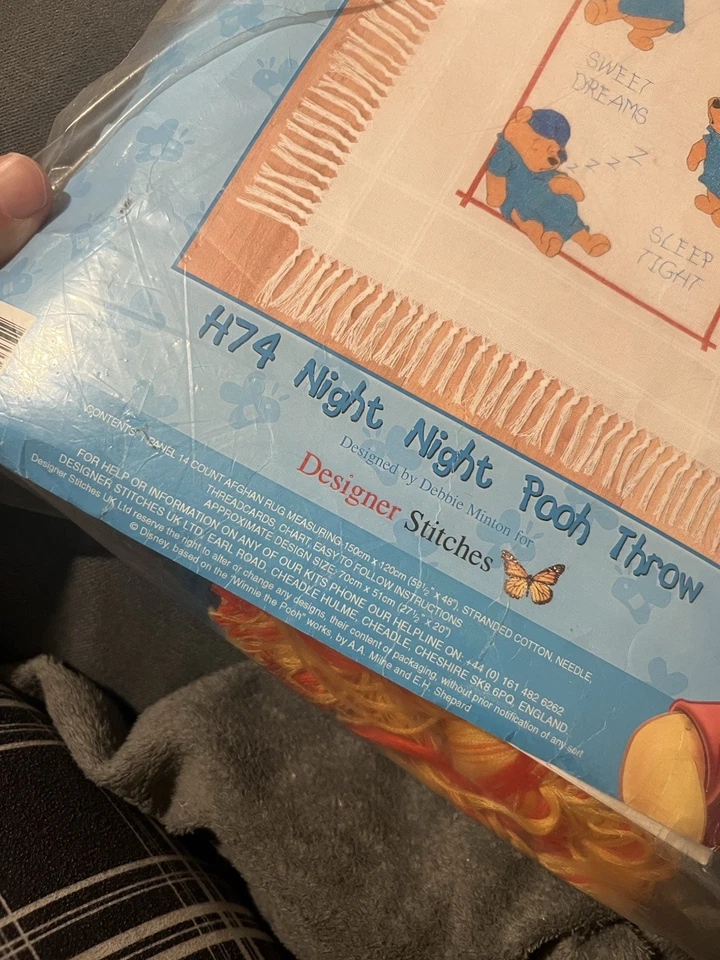 SWEET
DREAMS
Z Z Z Z
SLEEP
TIGHT
H74 Night Night Pooh Throw
Designed by Debbie Minton for
Designer Stitches
CONTENTS: 1 PANEL 14 COUNT AFGHAN RUG MEASURING 150cm x 120cm (59½" x 48"), STRANDED COTTON, NEEDLE,
THREADCARDS, CHART, EASY TO FOLLOW INSTRUCTIONS
APPROXIMATE DESIGN SIZE: 70cm x 51cm (27½" x 20")
FOR HELP OR INFORMATION ON ANY OF OUR KITS, PHONE OUR HELPLINE ON: +44 (0) 161 482 6262
DESIGNER STITCHES UK LTD, EARL ROAD, CHEADLE HULME, CHEADLE, CHESHIRE SK8 6PQ, ENGLAND.
Designer Stitches UK Ltd reserve the right to alter or change any designs, their content of packaging, without prior notification of any sort
© Disney, based on the "Winnie the Pooh" works, by A.A. Milne and E.H. Shepard